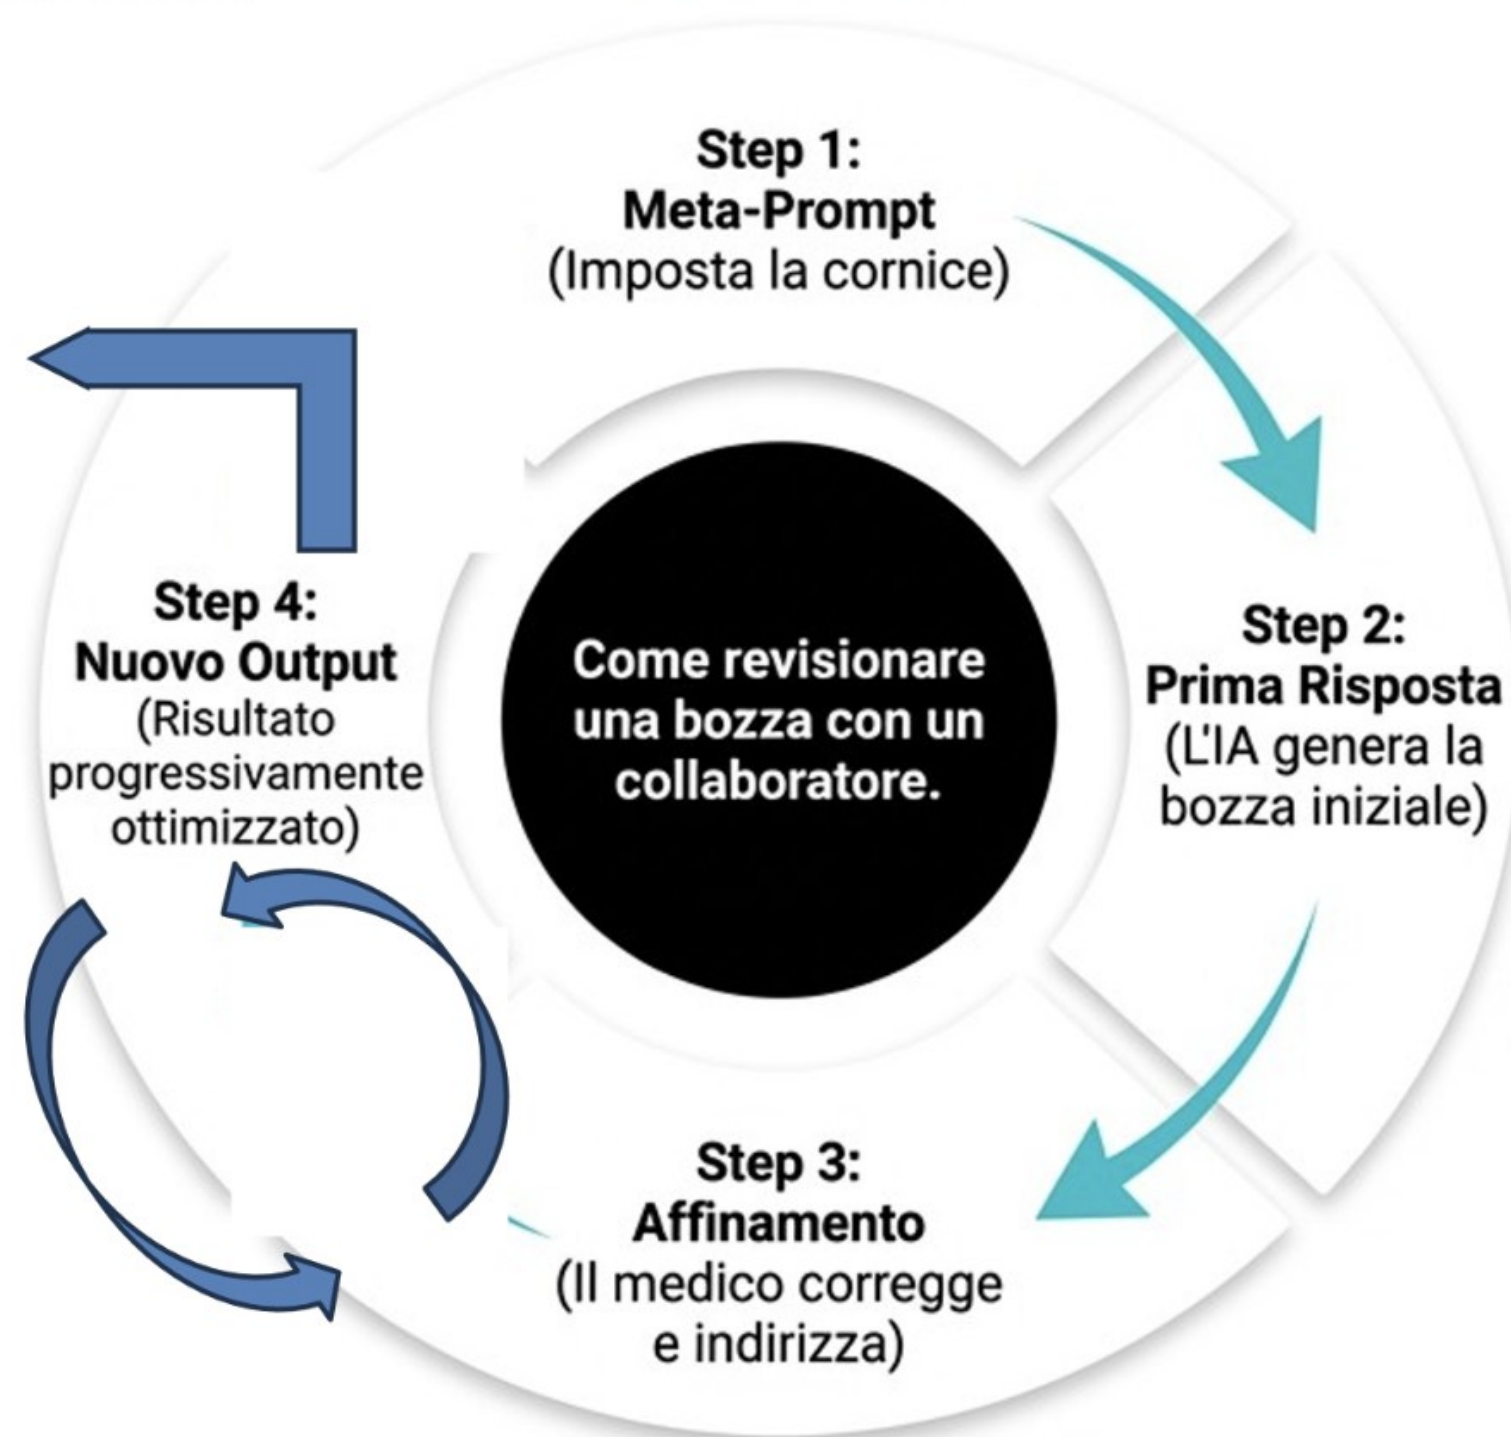 Step 1:
Meta-Prompt
(Imposta la cornice)
Step 2:
Prima Risposta
(L'IA genera la
bozza iniziale)
Step 3:
Affinamento
(Il medico corregge
e indirizza)
Step 4:
Nuovo Output
(Risultato
progressivamente
ottimizzato)
Come revisionare
una bozza con un
collaboratore.